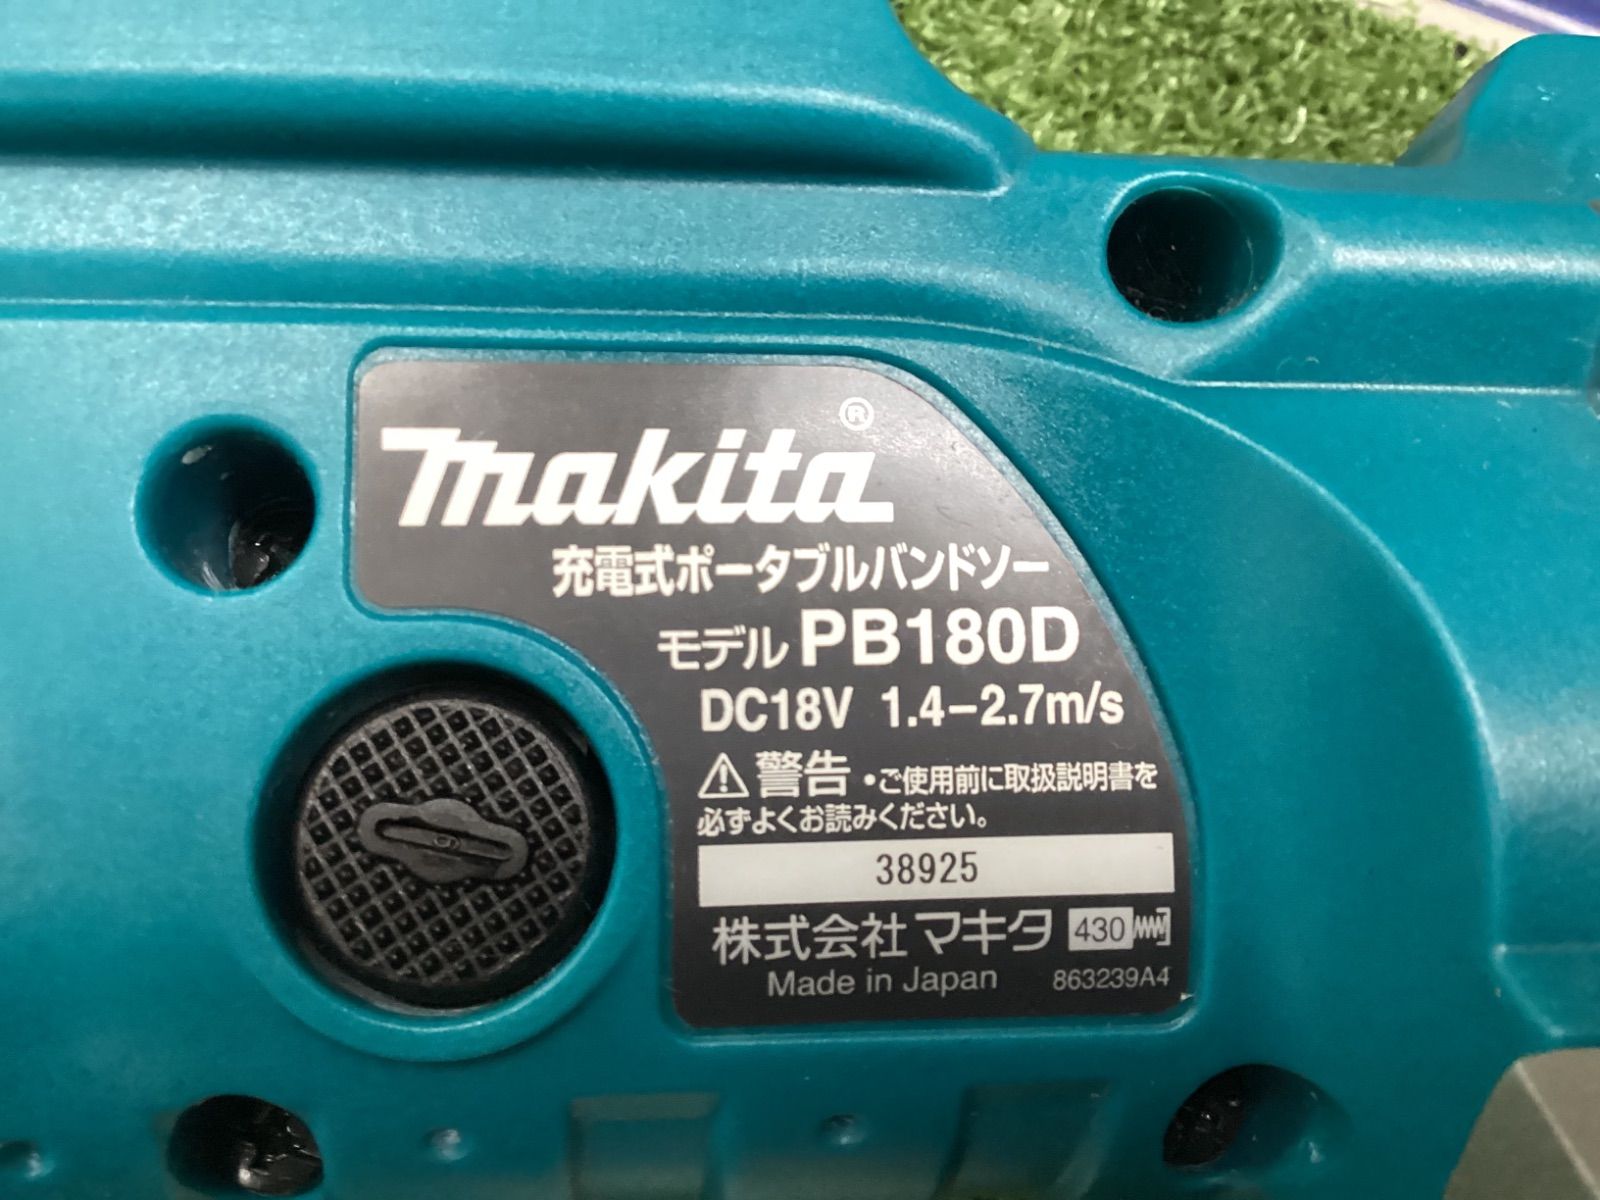 makita®
充電式ポータブルバンドソー
モデル PB180D
DC18V 1.4−2.7m/s
⚠警告 ・ご使用前に取扱説明書を
必ずよくお読みください。
38925
株式会社マキタ 430
Made in Japan 863239A4